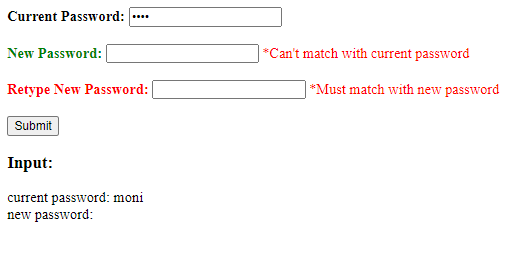 Current Password: ••••
New Password: *Can't match with current password
Retype New Password: *Must match with new password
Submit
Input:
current password: moni
new password: